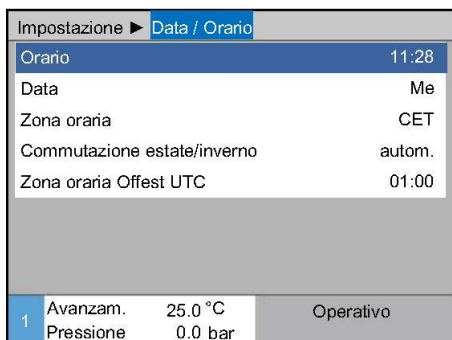 Impostazione ► Data / Orario
Orario 11:28
Data Me
Zona oraria CET
Commutazione estate/inverno autom.
Zona oraria Offest UTC 01:00
1 Avanzam. 25.0 °C Operativo
Pressione 0.0 bar